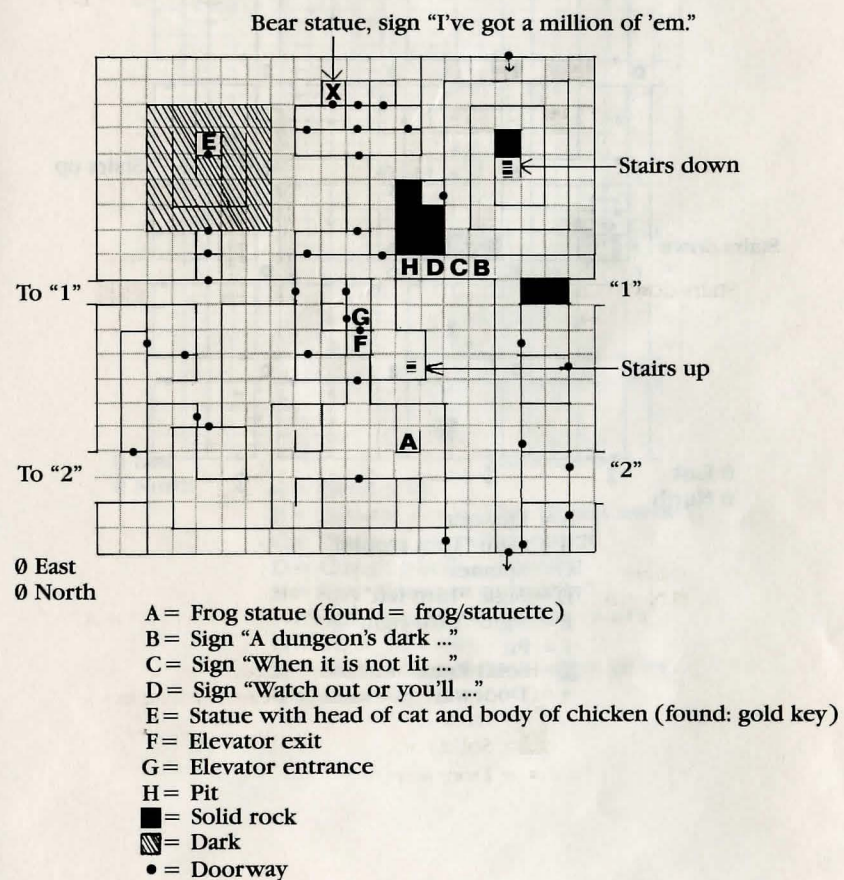 Bear statue, sign “I’ve got a million of ’em.”
X
E
Stairs down
H D C B
To “1” “1”
G
F
Stairs up
A
To “2” “2”
0 East
0 North
A = Frog statue (found = frog/statuette)
B = Sign “A dungeon’s dark ...”
C = Sign “When it is not lit ...”
D = Sign “Watch out or you’ll ...”
E = Statue with head of cat and body of chicken (found: gold key)
F = Elevator exit
G = Elevator entrance
H = Pit
= Solid rock
= Dark
• = Doorway